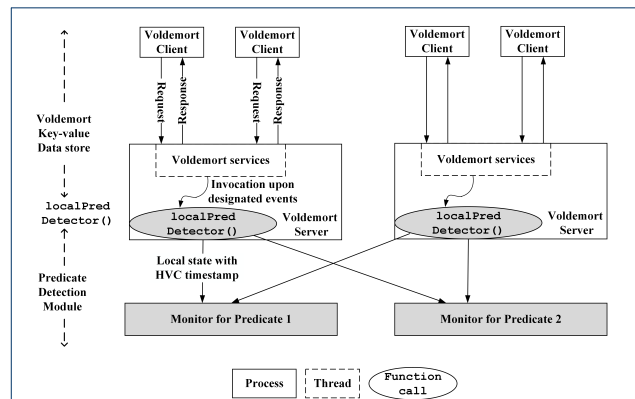 Voldemort
Client
Voldemort
Client
Voldemort
Client
Voldemort
Client
Request
Response
Request
Response
Voldemort
Key-value
Data store
Voldemort services
Voldemort services
Invocation upon
designated events
localPred
Detector()
localPred
Detector()
Voldemort
Server
localPred
Detector()
Voldemort
Server
Local state with
HVC timestamp
Predicate
Detection
Module
Monitor for Predicate 1
Monitor for Predicate 2
Process
Thread
Function
call